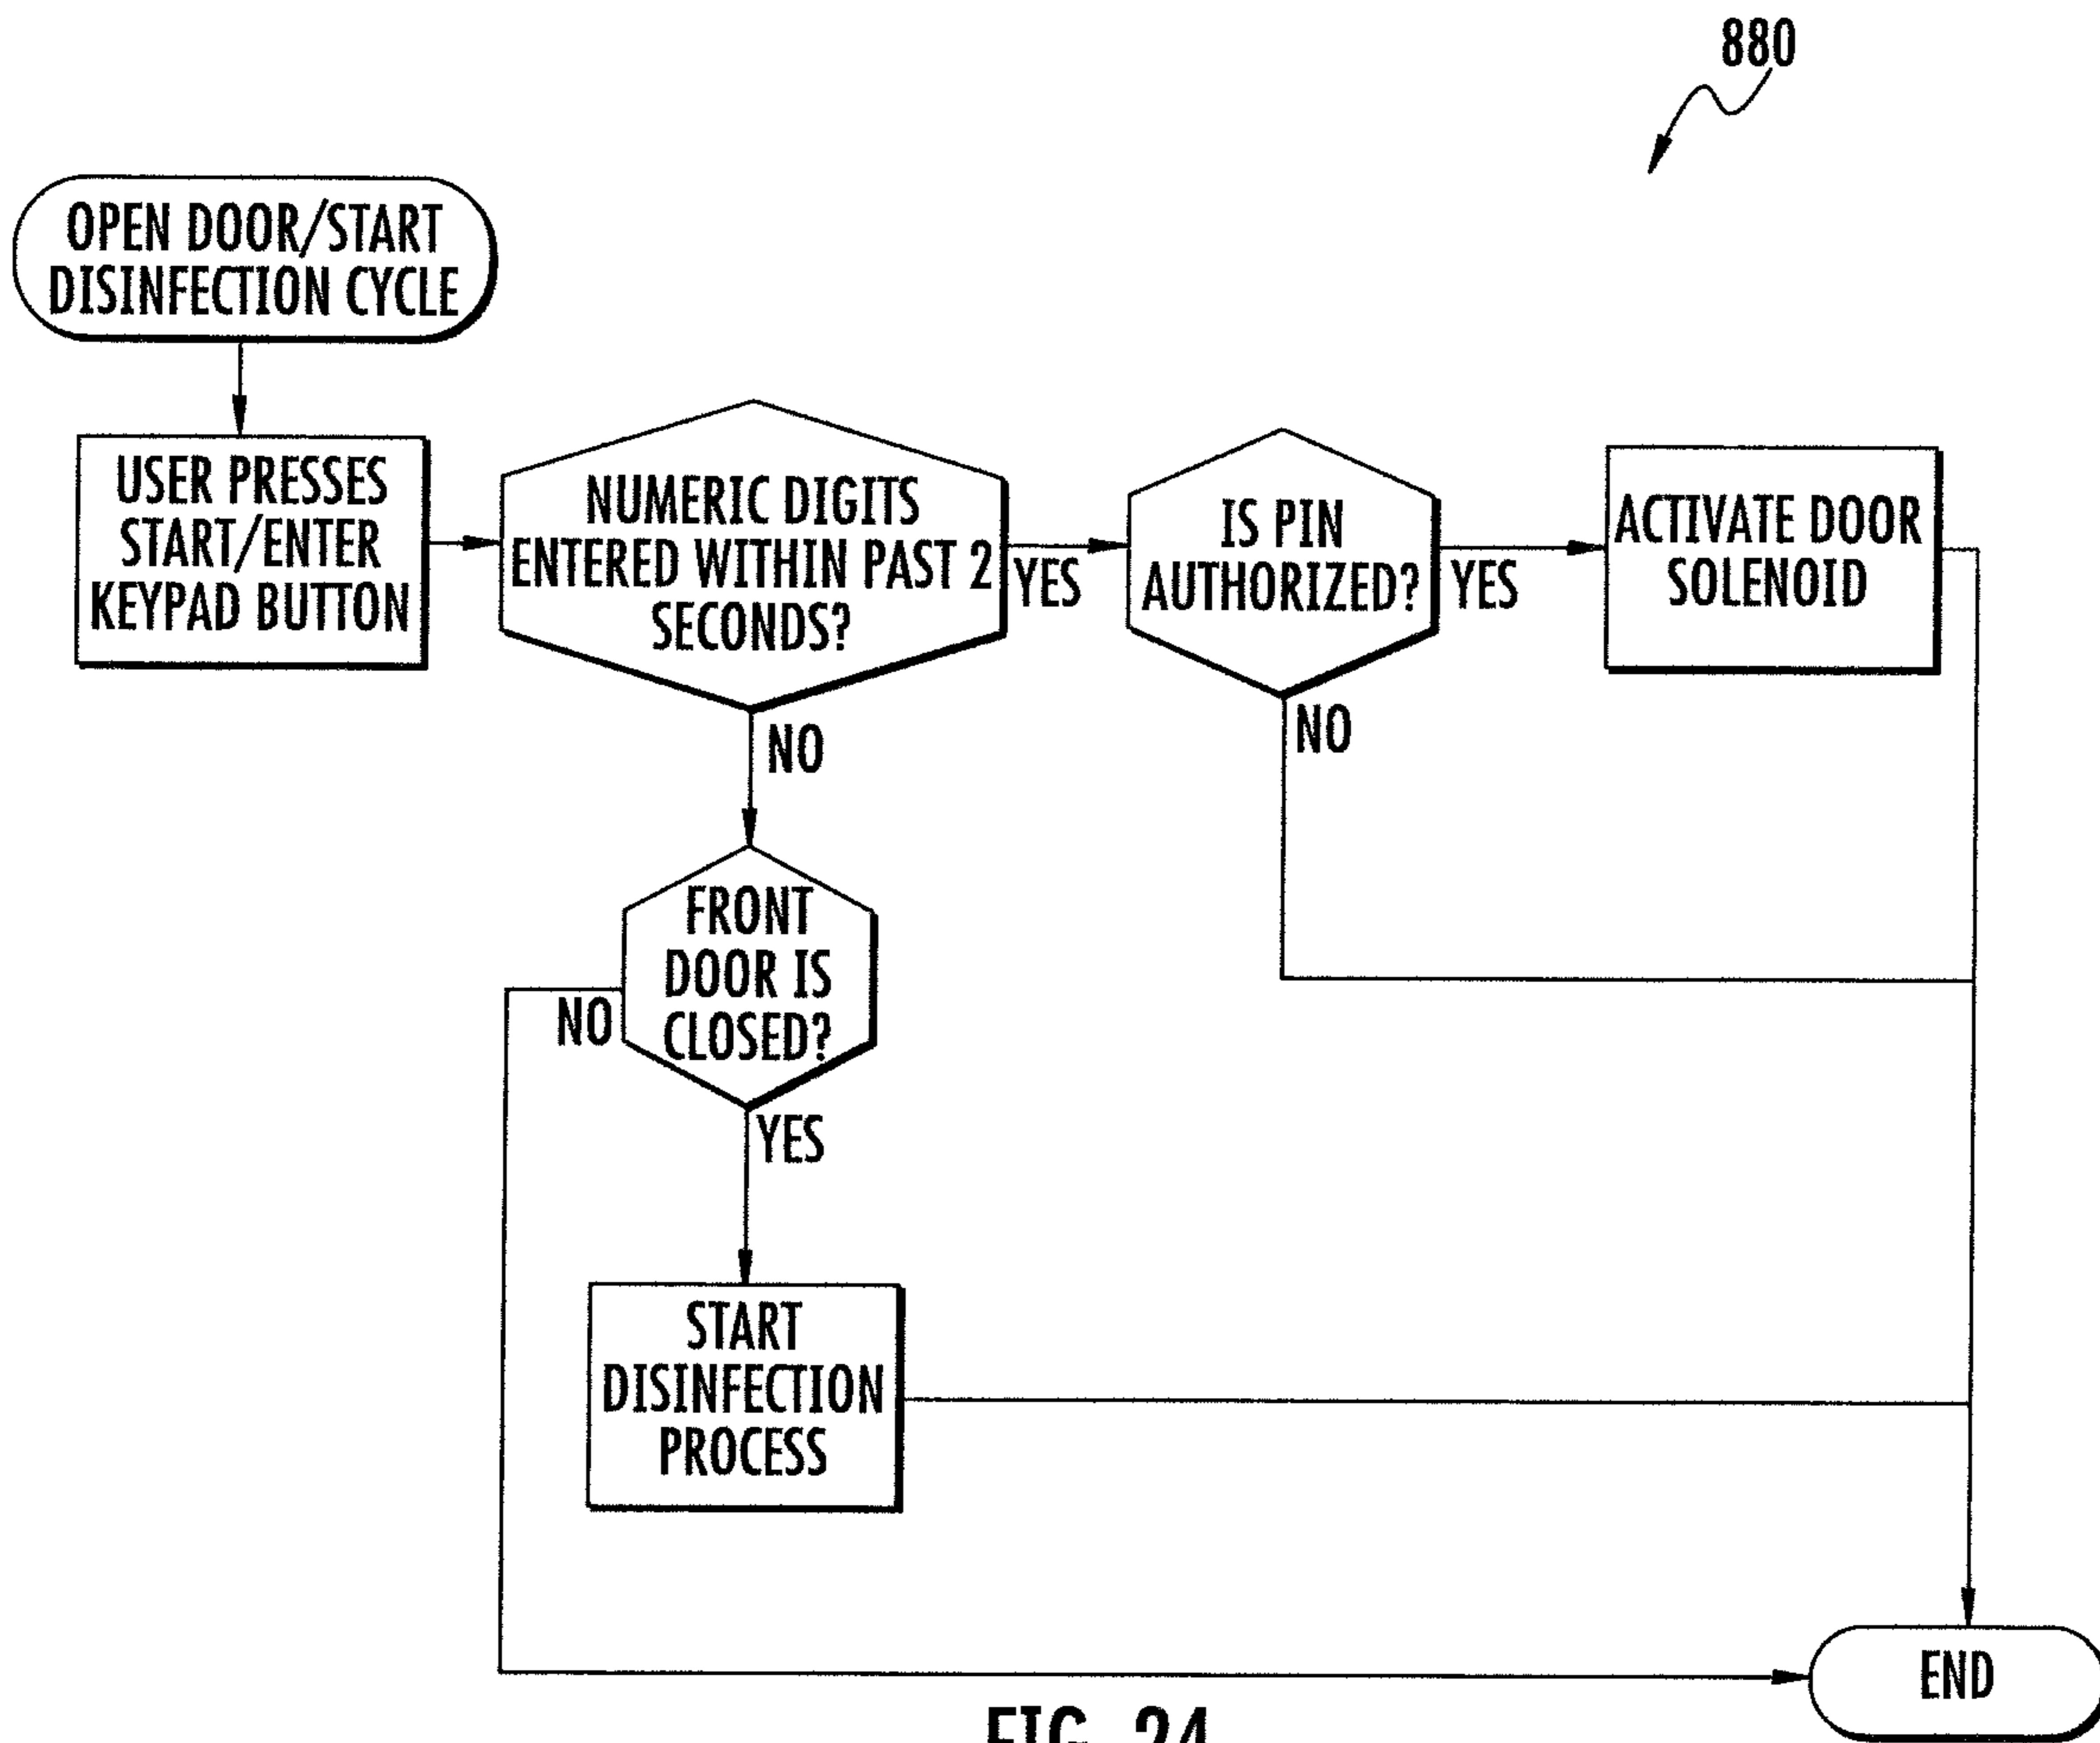 880
OPEN DOOR/START
DISINFECTION CYCLE
USER PRESSES
START/ENTER
KEYPAD BUTTON
NUMERIC DIGITS
ENTERED WITHIN PAST 2
SECONDS?
YES
IS PIN
AUTHORIZED?
YES
ACTIVATE DOOR
SOLENOID
NO
NO
FRONT
DOOR IS
CLOSED?
NO
YES
START
DISINFECTION
PROCESS
END
FIG. 24